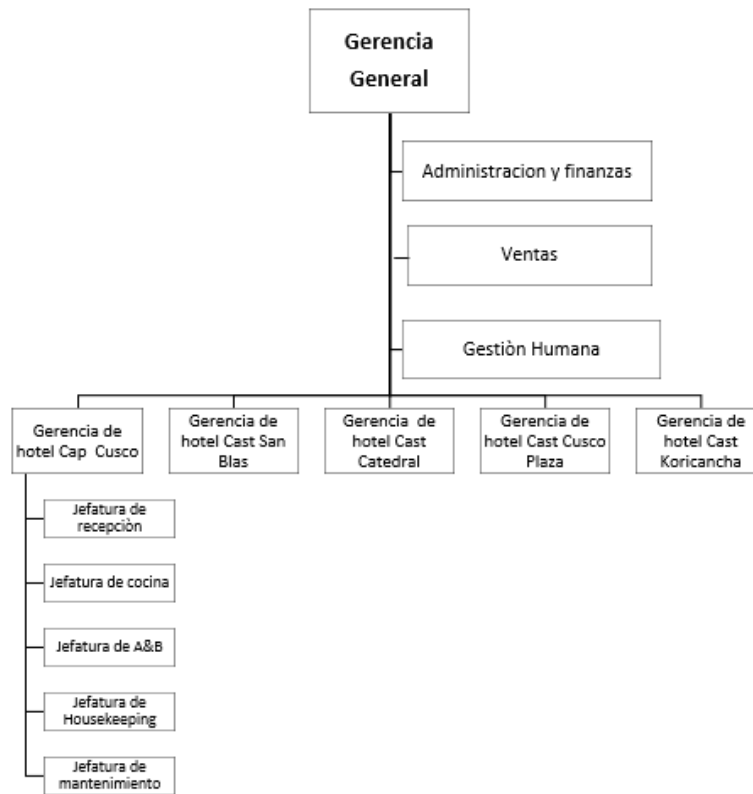 Gerencia
General
Administracion y finanzas
Ventas
Gestiòn Humana
Gerencia de
hotel Cap Cusco
Gerencia de
hotel Cast San
Blas
Gerencia de
hotel Cast
Catedral
Gerencia de
hotel Cast Cusco
Plaza
Gerencia de
hotel Cast
Koricancha
Jefatura de
recepciòn
Jefatura de cocina
Jefatura de A&B
Jefatura de
Housekeeping
Jefatura de
mantenimiento